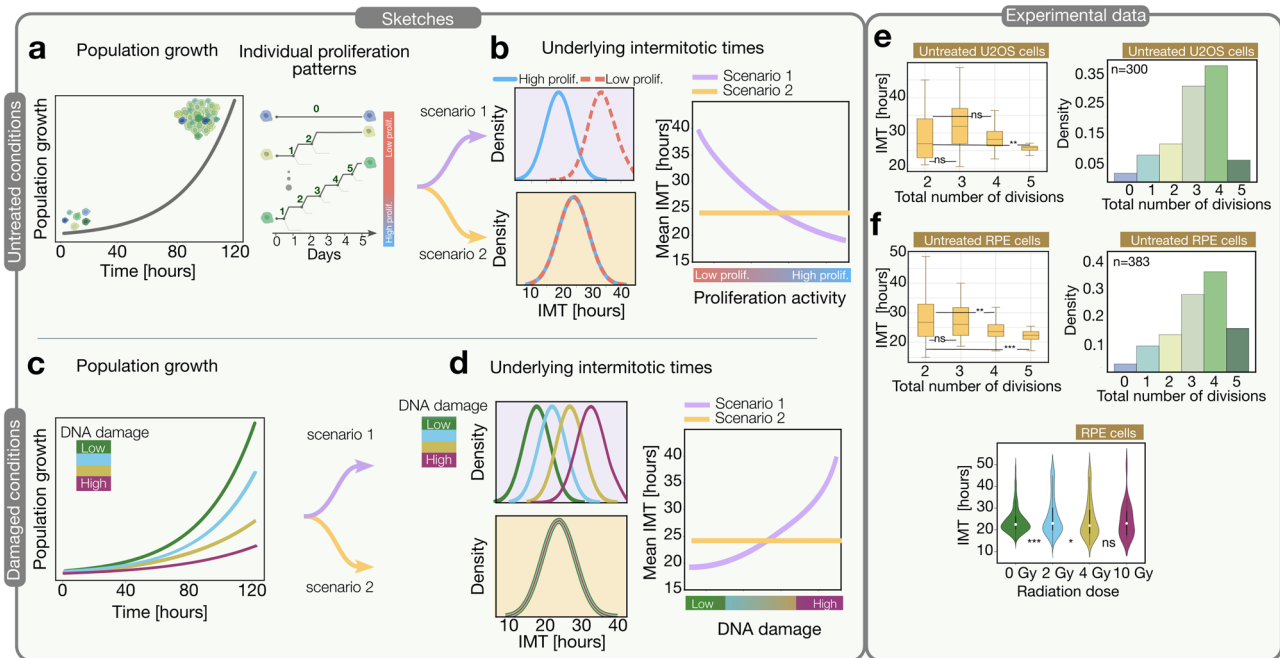 Sketches
Experimental data
Untreated conditions
a
Population growth
Population growth
0
40
80
120
Time [hours]
Individual proliferation
patterns
0
1
2
1
2
3
4
5
Low prolif.
High prolif.
0 1 2 3 4 5
Days
scenario 1
scenario 2
b
Underlying intermitotic times
High prolif.
Low prolif.
Density
Density
10 20 30 40
IMT [hours]
Scenario 1
Scenario 2
Mean IMT [hours]
40
35
30
25
20
15
Low prolif.
High prolif.
Proliferation activity
Damaged conditions
c
Population growth
DNA damage
Low
High
Population growth
0
40
80
120
Time [hours]
scenario 1
scenario 2
d
Underlying intermitotic times
DNA damage
Low
High
Density
Density
10 20 30 40
IMT [hours]
Scenario 1
Scenario 2
Mean IMT [hours]
40
35
30
25
20
15
Low
High
DNA damage
e
Untreated U2OS cells
IMT [hours]
40
30
20
ns
**
ns
2 3 4 5
Total number of divisions
Untreated U2OS cells
n=300
Density
0.35
0.25
0.15
0.05
0 1 2 3 4 5
Total number of divisions
f
Untreated RPE cells
IMT [hours]
50
40
30
20
**
ns
***
2 3 4 5
Total number of divisions
Untreated RPE cells
n=383
Density
0.4
0.3
0.2
0.1
0 1 2 3 4 5
Total number of divisions
RPE cells
IMT [hours]
50
40
30
20
10
***
*
ns
0 Gy 2 Gy 4 Gy 10 Gy
Radiation dose